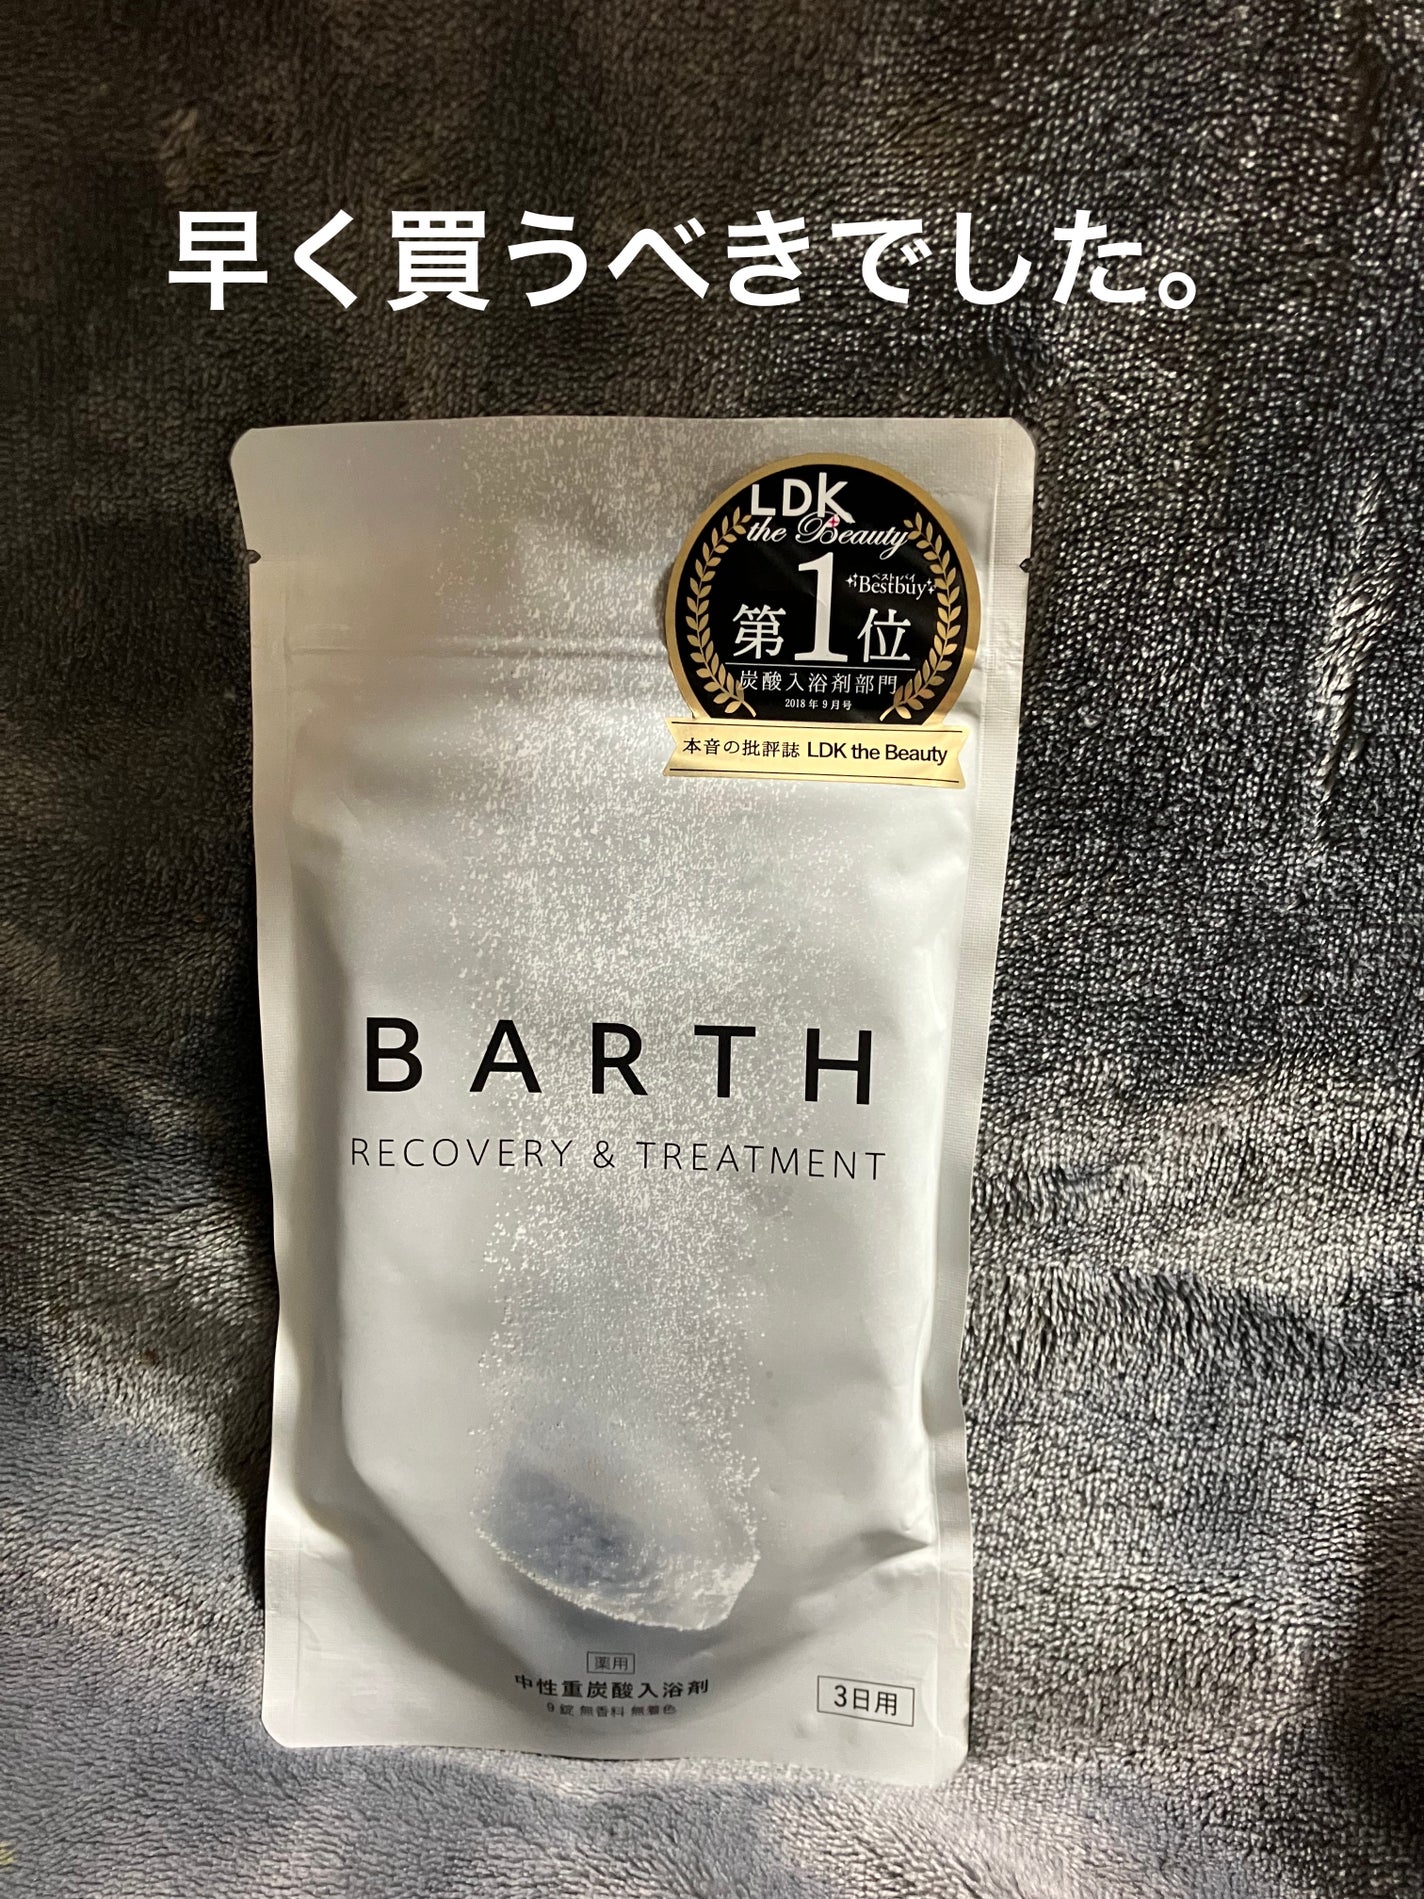 早く買うべきでした。
LDK
the Beauty
ベストバイ
Bestbuy
第1位
炭酸入浴剤部門
2018年9月号
本音の批評誌 LDK the Beauty
BARTH
RECOVERY & TREATMENT
薬用
中性重炭酸入浴剤
9錠 無香料 無着色
3日用